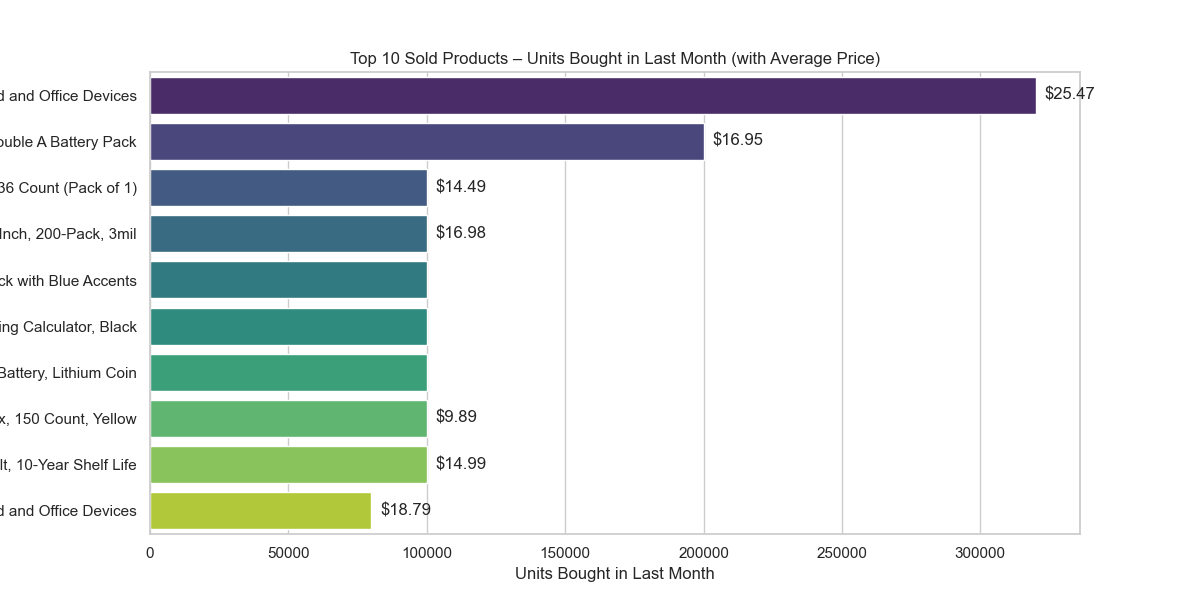 Top 10 Sold Products – Units Bought in Last Month (with Average Price)
d and Office Devices
$25.47
ouble A Battery Pack
$16.95
36 Count (Pack of 1)
$14.49
Inch, 200-Pack, 3mil
$16.98
ck with Blue Accents
ing Calculator, Black
Battery, Lithium Coin
x, 150 Count, Yellow
$9.89
lt, 10-Year Shelf Life
$14.99
d and Office Devices
$18.79
0 50000 100000 150000 200000 250000 300000
Units Bought in Last Month